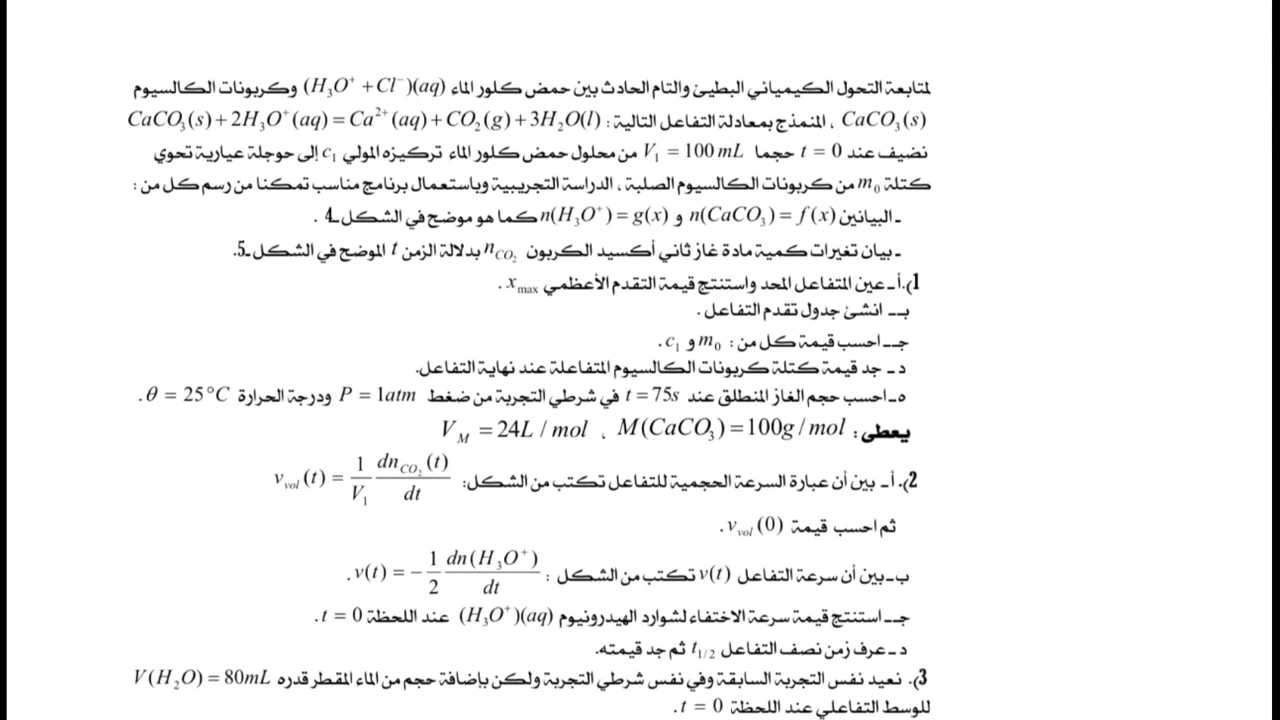 لمتابعة التحول الكيميائي البطيئ والتام الحادث بين حمض كلور الماء (H₃O⁺ + Cl⁻)(aq) وكربونات الكالسيوم
CaCO₃(s) ، المنمذج بمعادلة التفاعل التالية : CaCO₃(s) + 2H₃O⁺(aq) = Ca²⁺(aq) + CO₂(g) + 3H₂O(l)
نضيف عند t = 0 حجما V₁ = 100 mL من محلول حمض كلور الماء تركيزه المولي c₁ إلى حوجلة عيارية تحوي
كتلة m₀ من كربونات الكالسيوم الصلبة ، الدراسة التجريبية وباستعمال برنامج مناسب تمكنا من رسم كل من :
ـ البيانين n(CaCO₃) = f(x) و n(H₃O⁺) = g(x) كما هو موضح في الشكل ـ4 .
ـ بيان تغيرات كمية مادة غاز ثاني أكسيد الكربون n_CO₂ بدلالة الزمن t الموضح في الشكل ـ5.
1).أ ـ عين المتفاعل المحد واستنتج قيمة التقدم الأعظمي x_max .
بـ ـ انشئ جدول تقدم التفاعل .
جـ ـ احسب قيمة كل من : m₀ و c₁ .
د ـ جد قيمة كتلة كربونات الكالسيوم المتفاعلة عند نهاية التفاعل.
ه ـ احسب حجم الغاز المنطلق عند t = 75s في شرطي التجربة من ضغط P = 1atm ودرجة الحرارة θ = 25°C .
يعطى : M(CaCO₃) = 100g / mol ، V_M = 24L / mol
2).أ ـ بين أن عبارة السرعة الحجمية للتفاعل تكتب من الشكل: v_vol(t) = (1/V₁) dn_CO₂(t)/dt
ثم احسب قيمة v_vol(0) .
ب ـ بين أن سرعة التفاعل v(t) تكتب من الشكل : v(t) = −(1/2) dn(H₃O⁺)/dt .
جـ ـ استنتج قيمة سرعة الاختفاء لشوارد الهيدرونيوم (H₃O⁺)(aq) عند اللحظة t = 0 .
د ـ عرف زمن نصف التفاعل t₁/₂ ثم جد قيمته.
3). نعيد نفس التجربة السابقة وفي نفس شرطي التجربة ولكن بإضافة حجم من الماء المقطر قدره V(H₂O) = 80mL
للوسط التفاعلي عند اللحظة t = 0 .